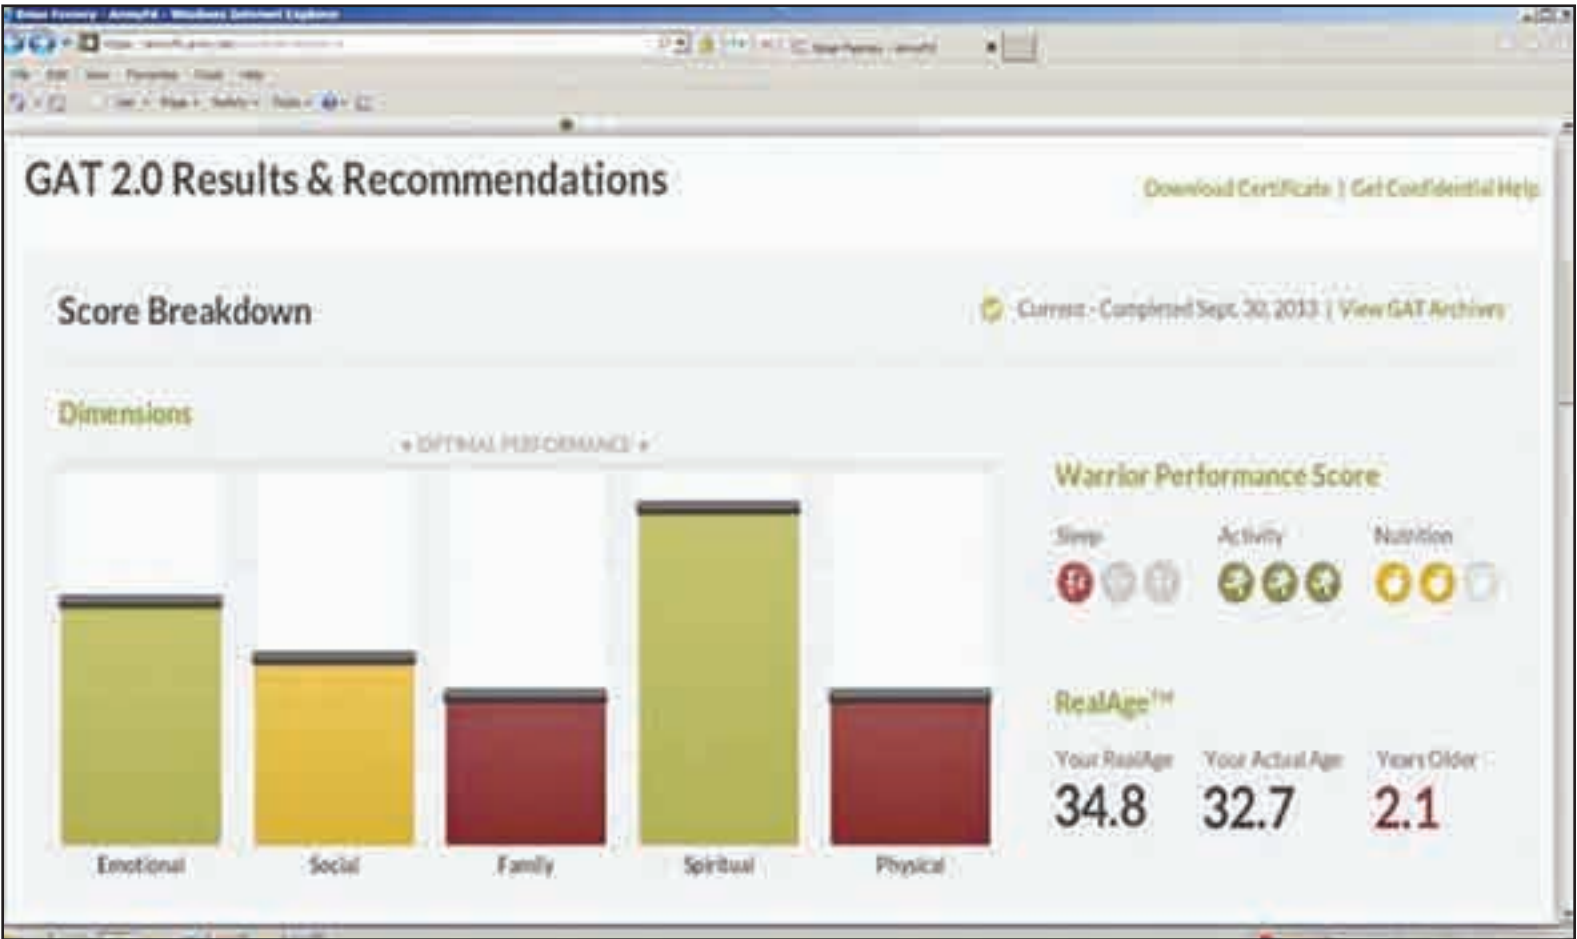 GAT 2.0 Results & Recommendations
Download Certificate | Get Confidential Help
Score Breakdown
Current - Completed Sept. 30, 2013 | View GAT Archives
Dimensions
OPTIMAL PERFORMANCE
Warrior Performance Score
Sleep Activity Nutrition
RealAge™
Your RealAge Your Actual Age Years Older
34.8 32.7 2.1
Emotional Social Family Spiritual Physical